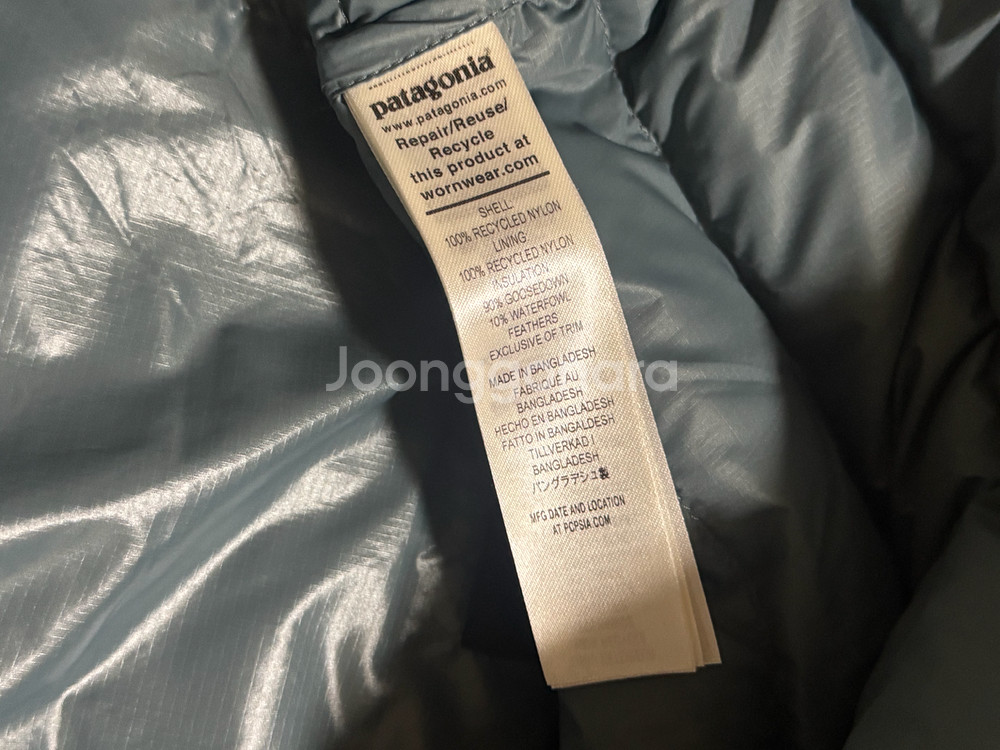 patagonia
www.patagonia.com
Repair/Reuse/
Recycle
this product at
wornwear.com
SHELL
100% RECYCLED NYLON
LINING
100% RECYCLED NYLON
INSULATION
90% GOOSEDOWN
10% WATERFOWL
FEATHERS
EXCLUSIVE OF TRIM
MADE IN BANGLADESH
FABRIQUÉ AU
BANGLADESH
HECHO EN BANGLADESH
FATTO IN BANGALDESH
TILLVERKAD I
BANGLADESH
バングラデシュ製
MFG DATE AND LOCATION
AT PCPSIA.COM